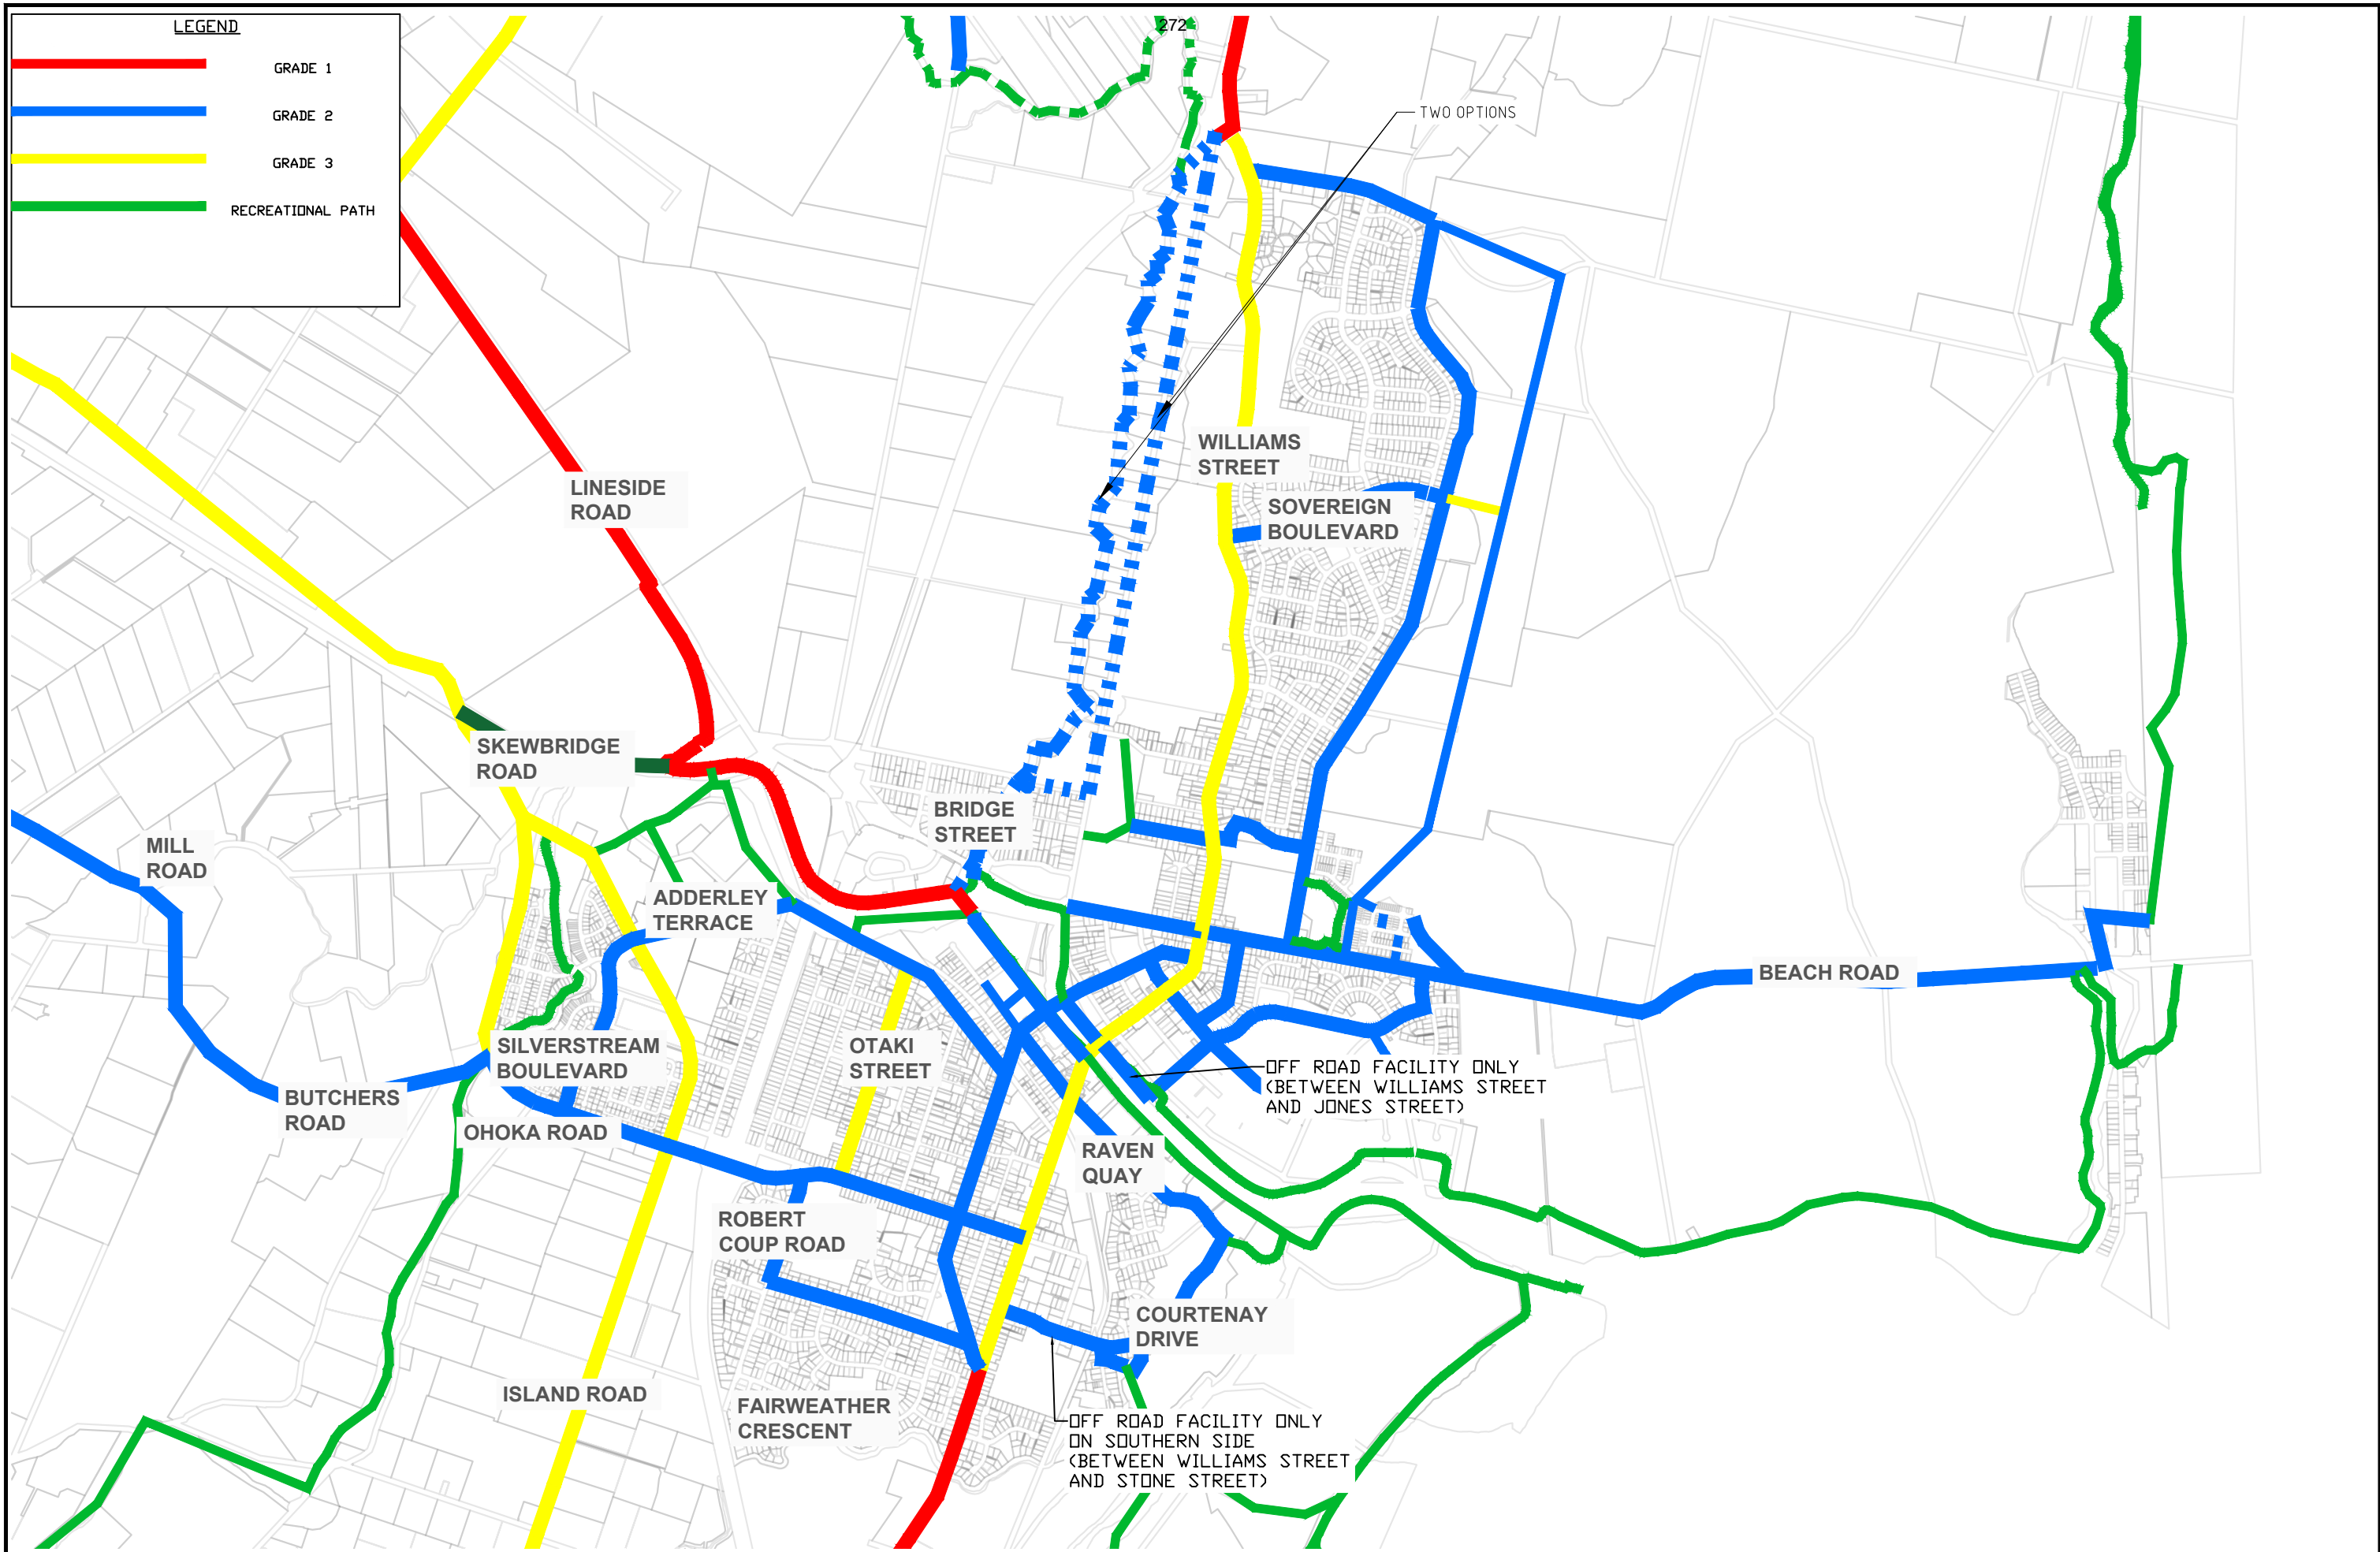 LEGEND
GRADE 1
GRADE 2
GRADE 3
RECREATIONAL PATH
272
TWO OPTIONS
WILLIAMS
STREET
LINESIDE
ROAD
SOVEREIGN
BOULEVARD
SKEWBRIDGE
ROAD
BRIDGE
STREET
MILL
ROAD
ADDERLEY
TERRACE
BEACH ROAD
SILVERSTREAM
BOULEVARD
OTAKI
STREET
OFF ROAD FACILITY ONLY
(BETWEEN WILLIAMS STREET
AND JONES STREET)
BUTCHERS
ROAD
OHOKA ROAD
RAVEN
QUAY
ROBERT
COUP ROAD
COURTENAY
DRIVE
ISLAND ROAD
FAIRWEATHER
CRESCENT
OFF ROAD FACILITY ONLY
ON SOUTHERN SIDE
(BETWEEN WILLIAMS STREET
AND STONE STREET)